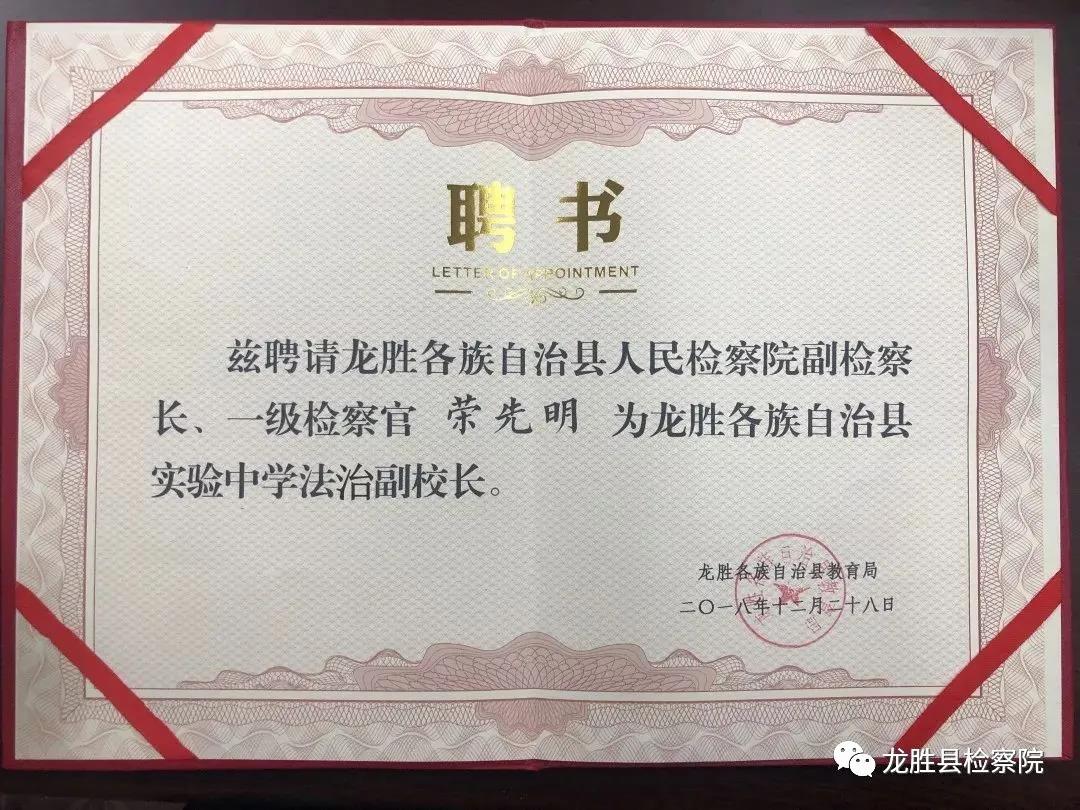 聘书
LETTER OF APPOINTMENT
兹聘请龙胜各族自治县人民检察院副检察
长、一级检察官 荣先明 为龙胜各族自治县
实验中学法治副校长。
龙胜各族自治县教育局
二〇一八年十二月二十八日
龙胜县检察院